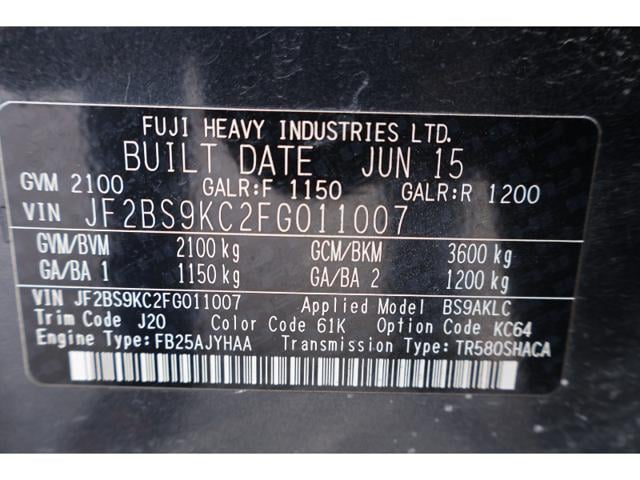 FUJI HEAVY INDUSTRIES LTD.
BUILT DATE JUN 15
GVM 2100 GALR:F 1150 GALR:R 1200
VIN JF2BS9KC2FG011007
GVM/BVM 2100 kg GCM/BKM 3600 kg
GA/BA 1 1150 kg GA/BA 2 1200 kg
VIN JF2BS9KC2FG011007 Applied Model BS9AKLC
Trim Code J20 Color Code 61K Option Code KC64
Engine Type:FB25AJYHAA Transmission Type:TR580SHACA